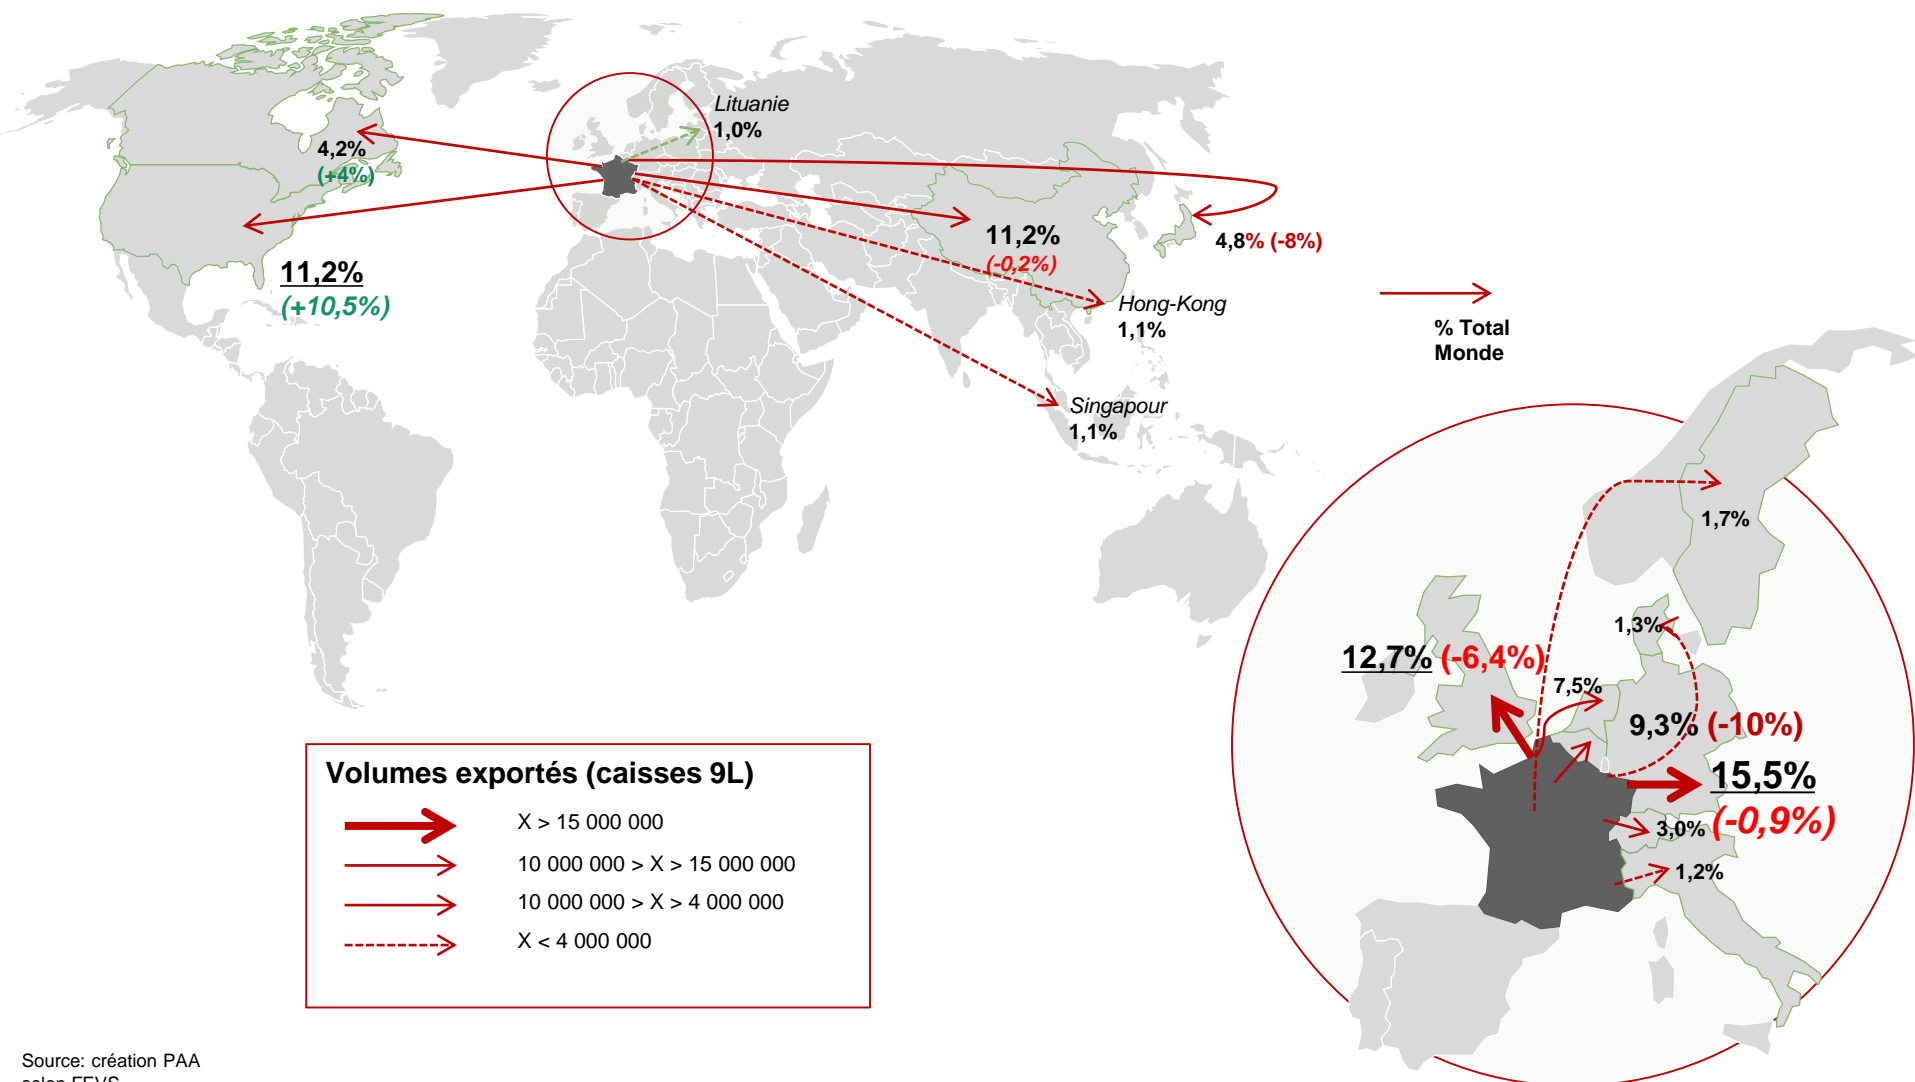 Lituanie
1,0%
4,2%
(+4%)
11,2%
(+10,5%)
11,2%
(-0,2%)
4,8% (-8%)
Hong-Kong
1,1%
Singapour
1,1%
% Total
Monde
1,7%
1,3%
12,7% (-6,4%)
7,5%
9,3% (-10%)
15,5%
(-0,9%)
3,0%
1,2%
Volumes exportés (caisses 9L)
X > 15 000 000
10 000 000 > X > 15 000 000
10 000 000 > X > 4 000 000
X < 4 000 000
Source: création PAA
selon FEVS